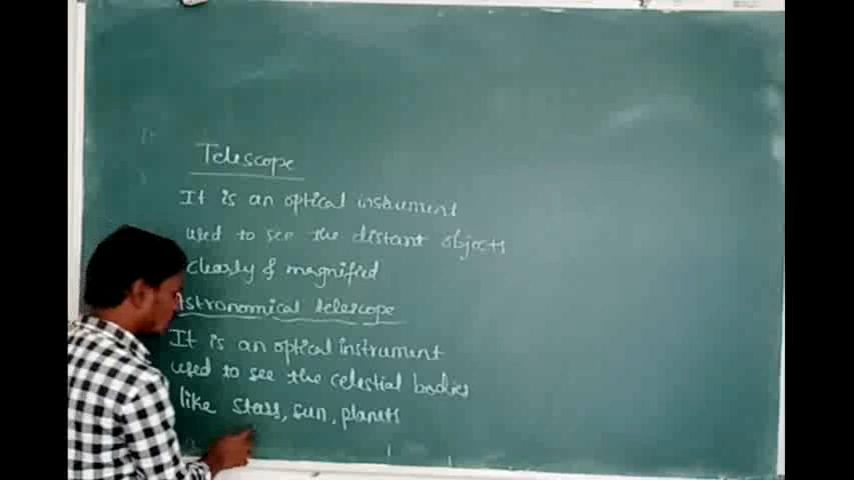 Telescope
It is an optical instrument
used to see the distant objects
clearly & magnified
Astronomical telescope
It is an optical instrument
used to see the celestial bodies
like stars, sun, planets